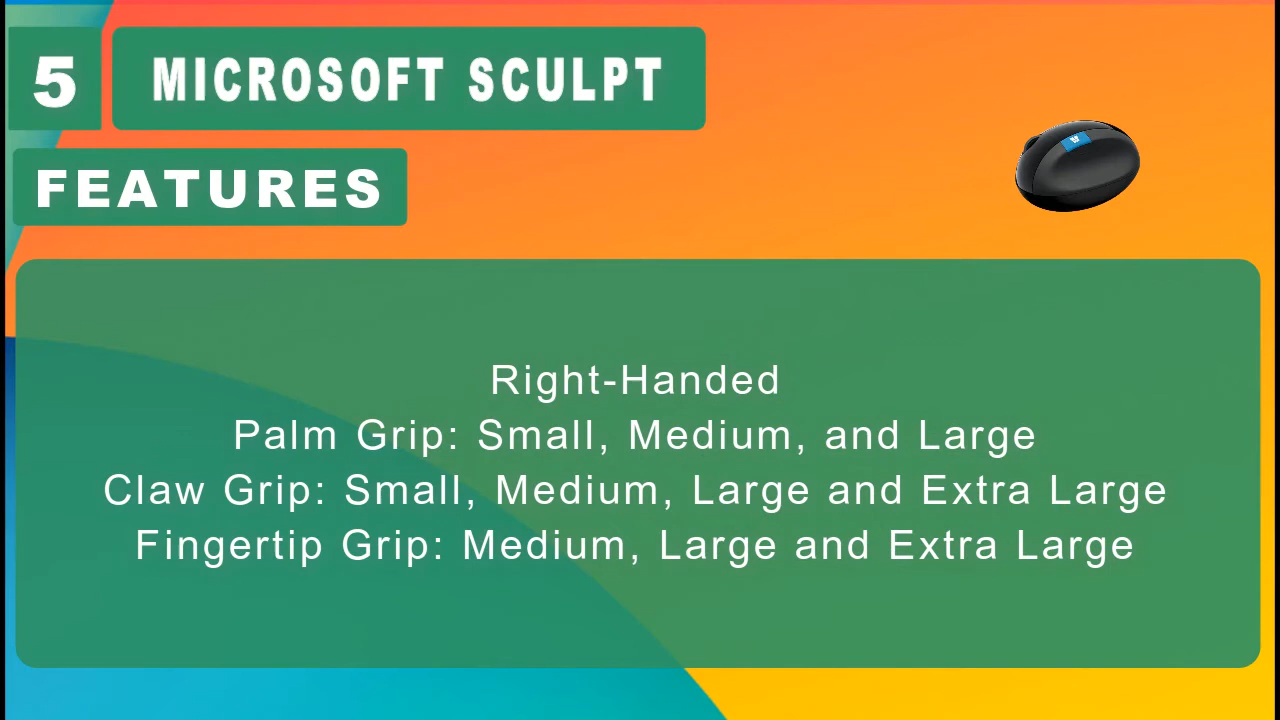 5
MICROSOFT SCULPT
FEATURES
Right-Handed
Palm Grip: Small, Medium, and Large
Claw Grip: Small, Medium, Large and Extra Large
Fingertip Grip: Medium, Large and Extra Large